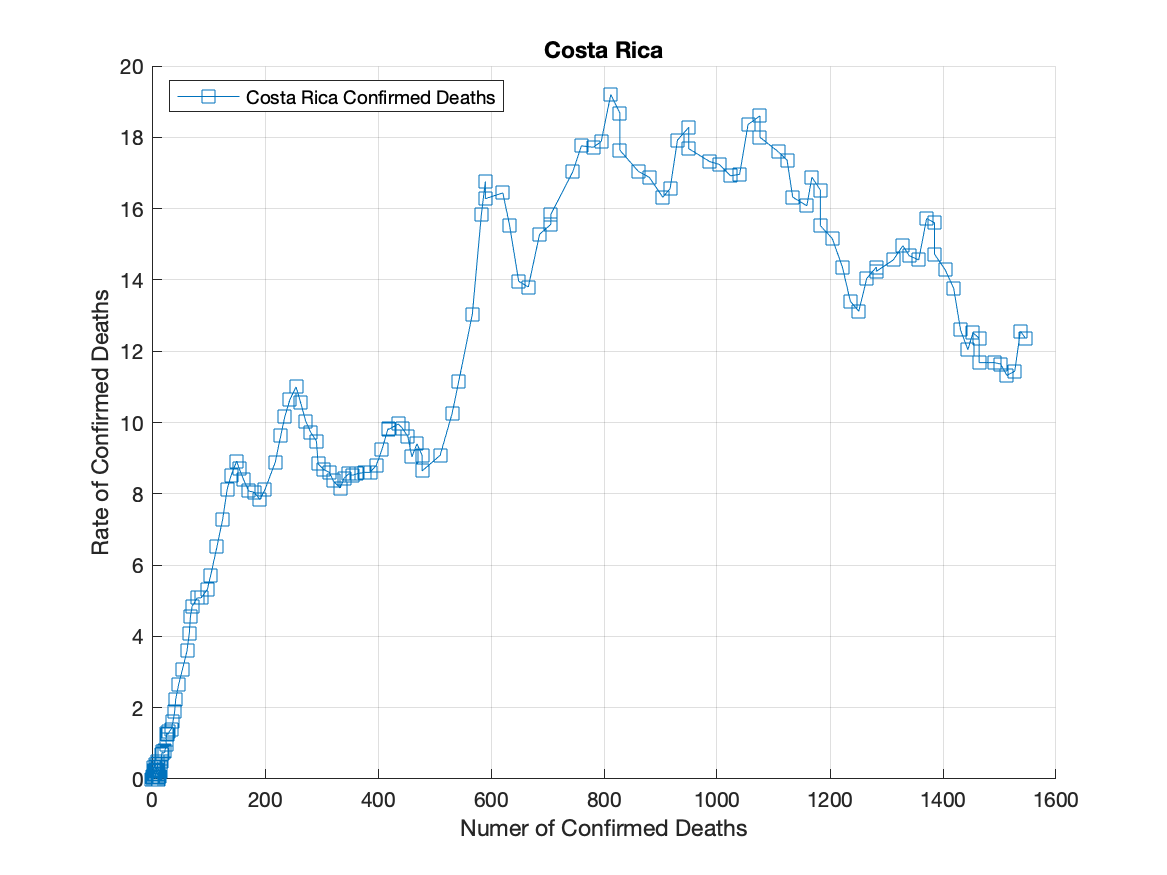 Costa Rica
Costa Rica Confirmed Deaths
Rate of Confirmed Deaths
20
18
16
14
12
10
8
6
4
2
0
0 200 400 600 800 1000 1200 1400 1600
Numer of Confirmed Deaths